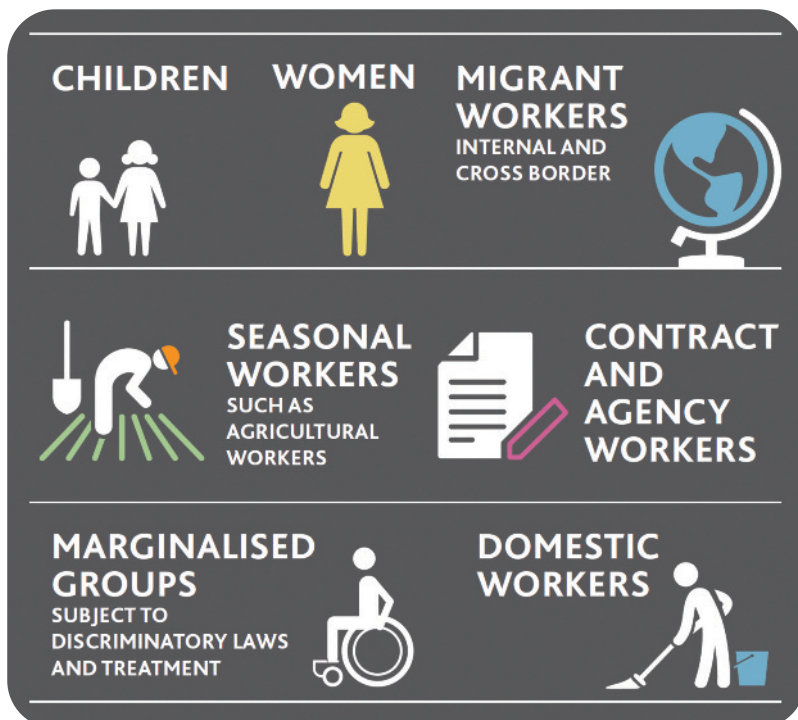 CHILDREN
WOMEN
MIGRANT
WORKERS
INTERNAL AND
CROSS BORDER
SEASONAL
WORKERS
SUCH AS
AGRICULTURAL
WORKERS
CONTRACT
AND
AGENCY
WORKERS
MARGINALISED
GROUPS
SUBJECT TO
DISCRIMINATORY LAWS
AND TREATMENT
DOMESTIC
WORKERS